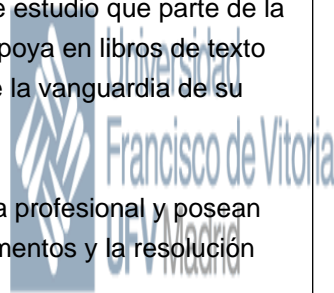 e estudio que parte de la
poya en libros de texto
e la vanguardia de su
Universidad
Francisco de Vitoria
a profesional y posean
mentos y la resolución
UFV Madrid